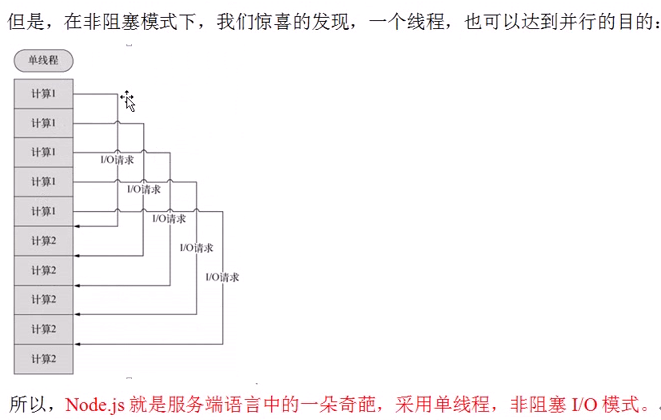 但是，在非阻塞模式下，我们惊喜的发现，一个线程，也可以达到并行的目的：
单线程
计算1
计算1
计算1
计算1
计算1
计算2
计算2
计算2
计算2
计算2
I/O请求
I/O请求
I/O请求
I/O请求
I/O请求
所以，Node.js 就是服务端语言中的一朵奇葩，采用单线程，非阻塞 I/O 模式。